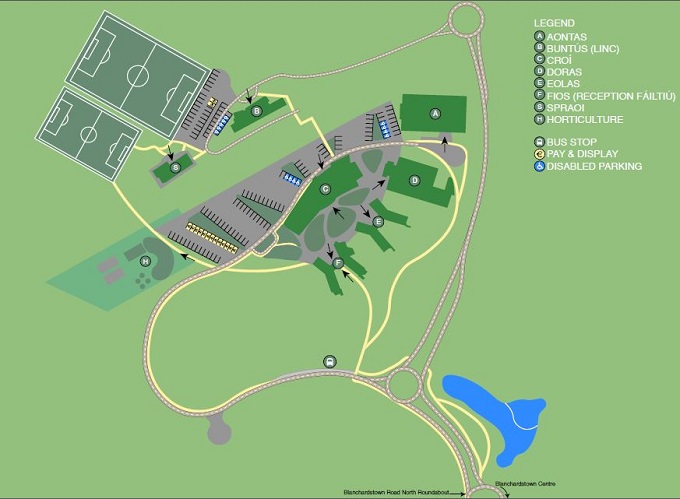 LEGEND
A AONTAS
B BUNTÚS (LINC)
C CROÍ
D DORAS
E EOLAS
F FIOS (RECEPTION FÁILTIÚ)
S SPRAOI
H HORTICULTURE
BUS STOP
€ PAY & DISPLAY
DISABLED PARKING
B
A
S
C
D
E
H
F
Blanchardstown Centre
Blanchardstown Road North Roundabout